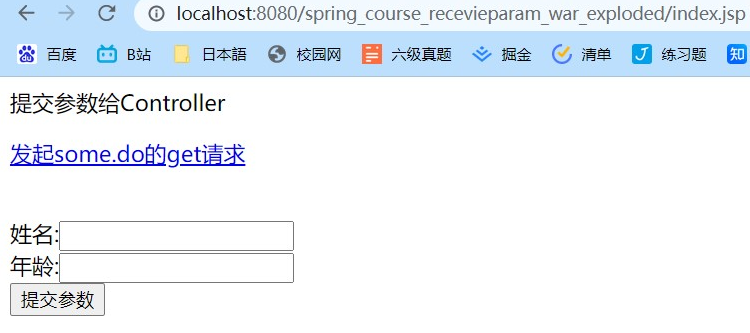 localhost:8080/spring_course_recevieparam_war_exploded/index.jsp
百度 B站 日本語 校园网 六级真题 掘金 清单 练习题 知
提交参数给Controller
发起some.do的get请求
姓名:
年龄:
提交参数